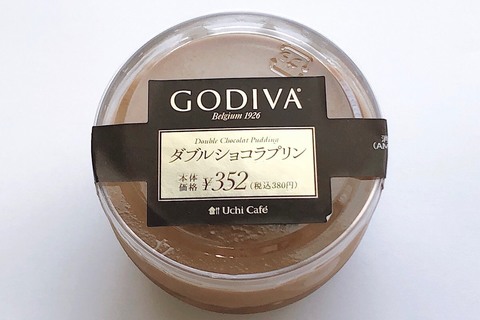 GODIVA
Belgium 1926
Double Chocolat Pudding
ダブルショコラプリン
本体価格 ¥352 (税込380円)
Uchi Café